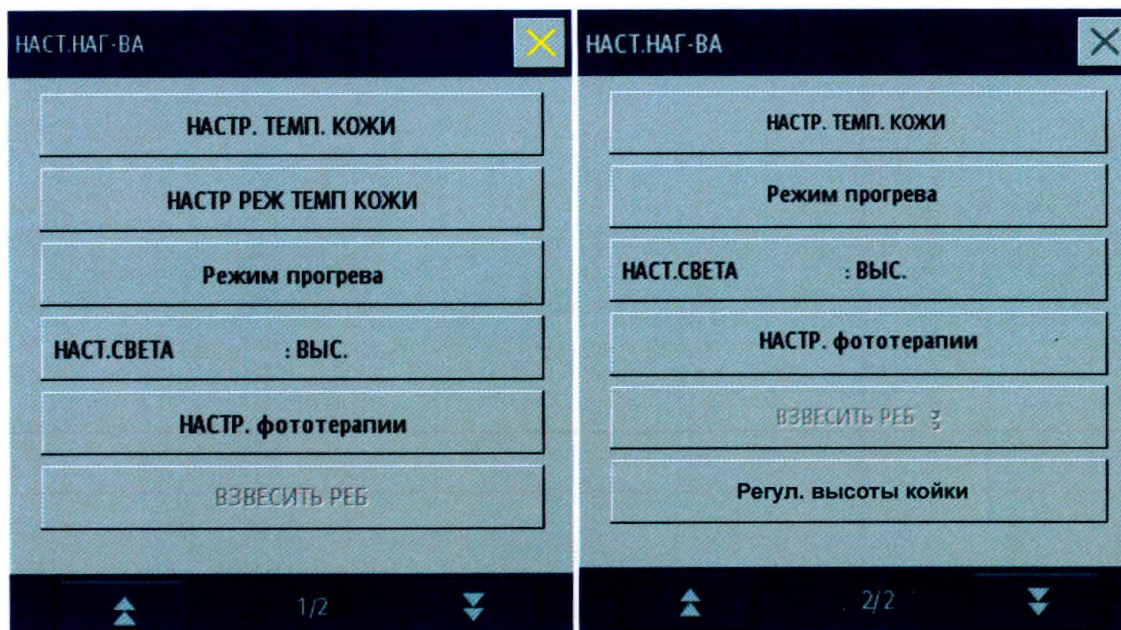 НАСТ.НАГ-ВА
НАСТР. ТЕМП. КОЖИ
НАСТР РЕЖ ТЕМП КОЖИ
Режим прогрева
НАСТ.СВЕТА : ВЫС.
НАСТР. фототерапии
ВЗВЕСИТЬ РЕБ
1/2
НАСТ.НАГ-ВА
НАСТР. ТЕМП. КОЖИ
Режим прогрева
НАСТ.СВЕТА : ВЫС.
НАСТР. фототерапии
ВЗВЕСИТЬ РЕБ
Регул. высоты койки
2/2